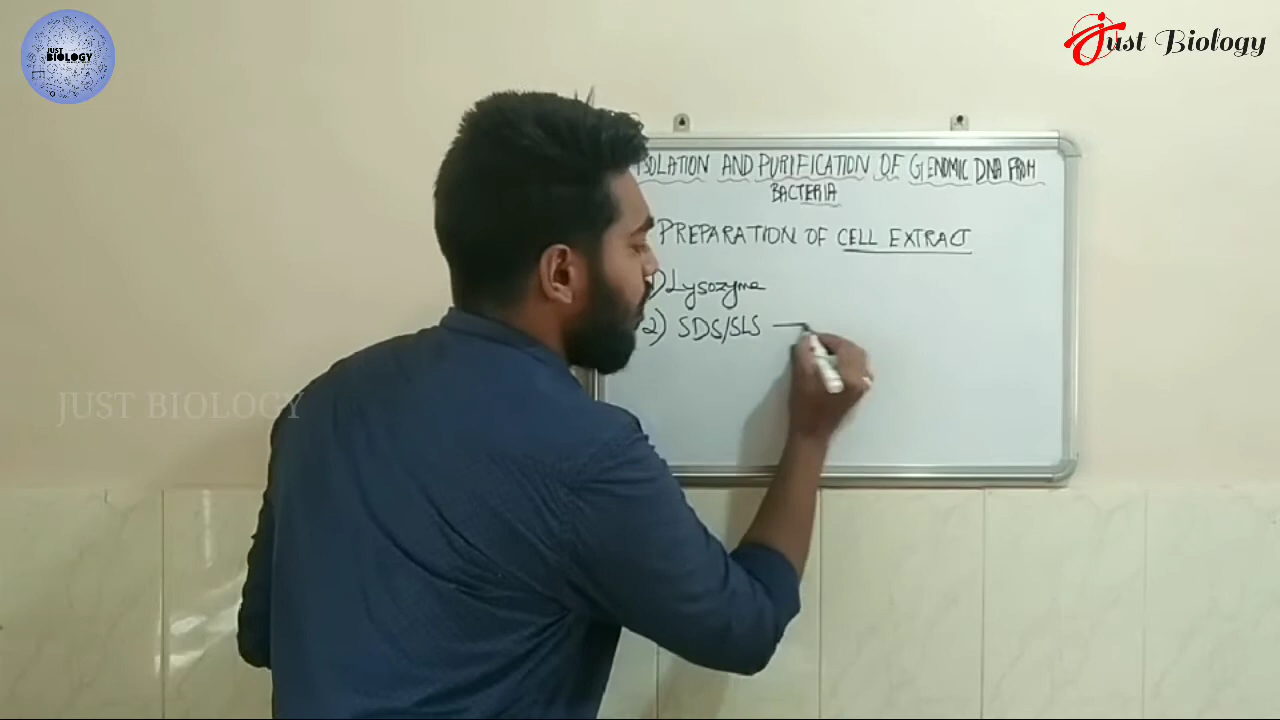 JUST BIOLOGY
Just Biology
ISOLATION AND PURIFICATION OF GENOMIC DNA FROM
BACTERIA
PREPARATION OF CELL EXTRACT
1) Lysozyme
2) SDS/SLS
JUST BIOLOGY